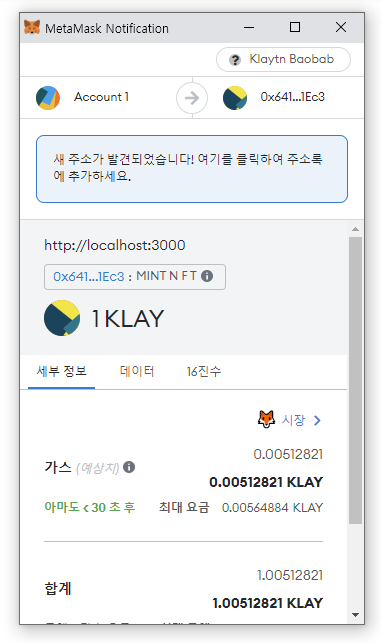 MetaMask Notification
? Klaytn Baobab
Account 1
0x641...1Ec3
새 주소가 발견되었습니다! 여기를 클릭하여 주소록
에 추가하세요.
http://localhost:3000
0x641...1Ec3 : MINT N F T
1 KLAY
세부 정보 데이터 16진수
시장 >
0.00512821
가스 (예상치)
0.00512821 KLAY
아마도 < 30 초 후 최대 요금 0.00564884 KLAY
1.00512821
합계
1.00512821 KLAY